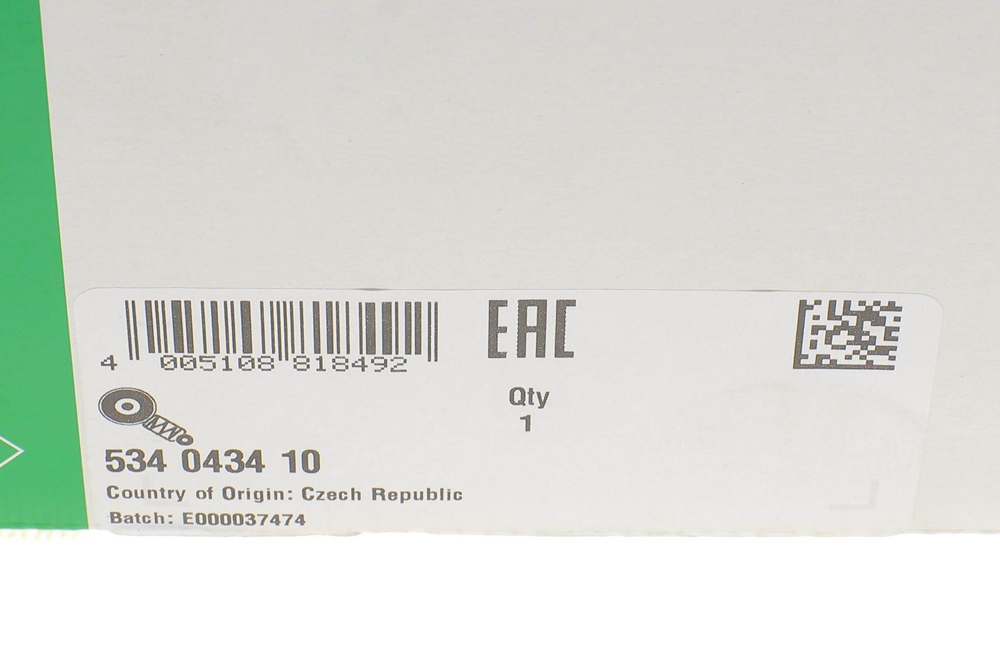 4 005108 818492
EAC
Qty
1
534 0434 10
Country of Origin: Czech Republic
Batch: E000037474